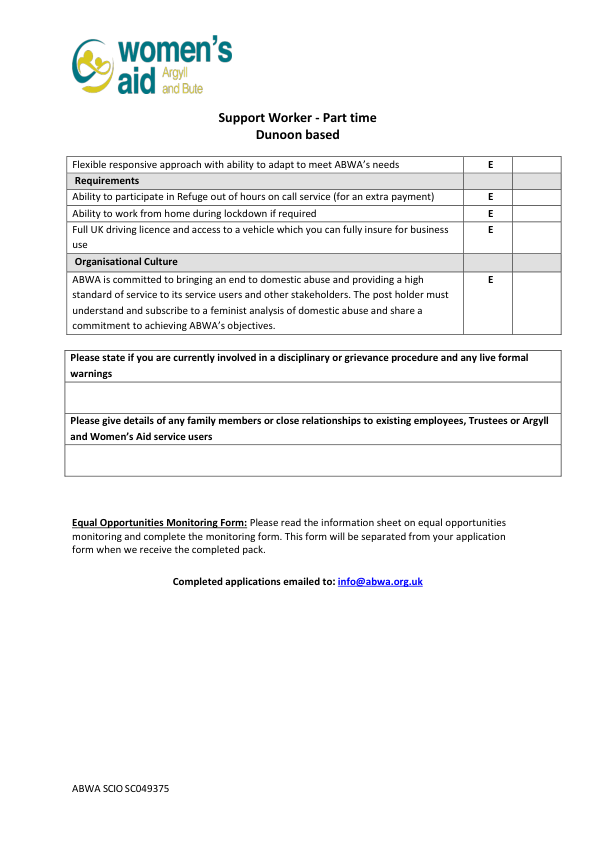 women's
aid Argyll
and Bute
Support Worker - Part time
Dunoon based
Flexible responsive approach with ability to adapt to meet ABWA's needs E
Requirements
Ability to participate in Refuge out of hours on call service (for an extra payment) E
Ability to work from home during lockdown if required E
Full UK driving licence and access to a vehicle which you can fully insure for business E
use
Organisational Culture
ABWA is committed to bringing an end to domestic abuse and providing a high E
standard of service to its service users and other stakeholders. The post holder must
understand and subscribe to a feminist analysis of domestic abuse and share a
commitment to achieving ABWA's objectives.
Please state if you are currently involved in a disciplinary or grievance procedure and any live formal
warnings
Please give details of any family members or close relationships to existing employees, Trustees or Argyll
and Women's Aid service users
Equal Opportunities Monitoring Form: Please read the information sheet on equal opportunities
monitoring and complete the monitoring form. This form will be separated from your application
form when we receive the completed pack.
Completed applications emailed to: info@abwa.org.uk
ABWA SCIO SC049375